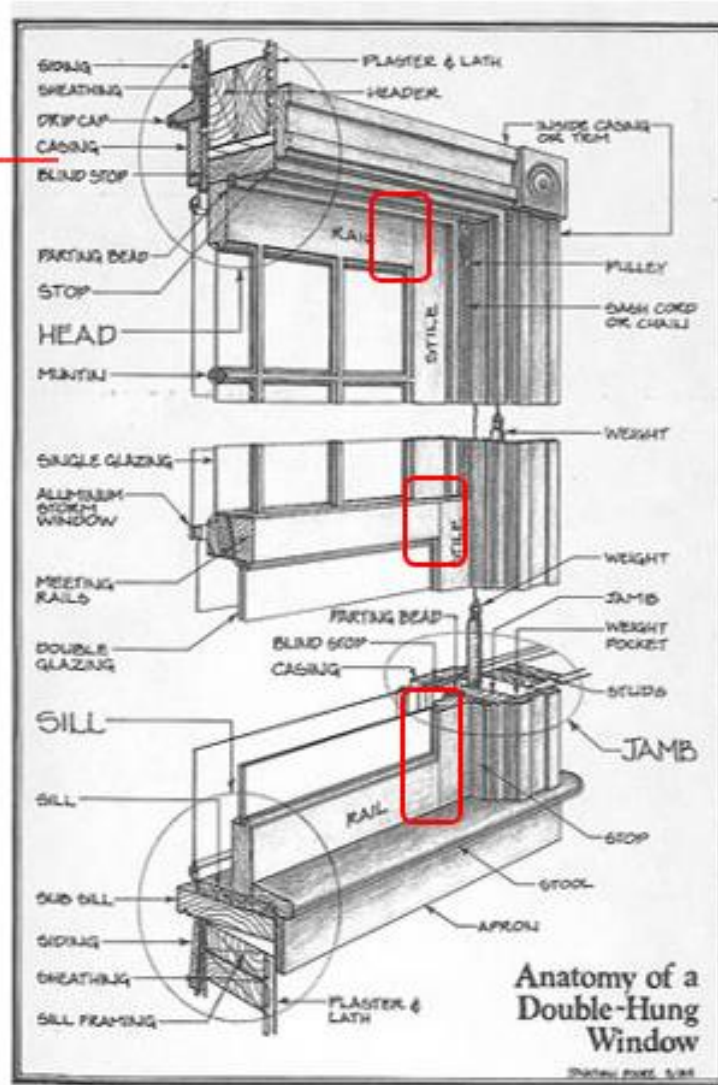 SIDING
PLASTER & LATH
SHEATHING
HEADER
DRIP CAP
INSIDE CASING
OR TRIM
CASING
BLIND STOP
RAIL
PARTING BEAD
PULLEY
STOP
SASH CORD
OR CHAIN
HEAD
STILE
MUNTIN
WEIGHT
SINGLE GLAZING
ALUMINUM
STORM
WINDOW
STILE
WEIGHT
MEETING
RAILS
JAMB
PARTING BEAD
WEIGHT
POCKET
DOUBLE
GLAZING
BLIND STOP
CASING
STUDS
SILL
JAMB
SILL
RAIL
STOP
STOOL
SUB SILL
APRON
SIDING
SHEATHING
PLASTER &
LATH
SILL FRAMING
Anatomy of a
Double-Hung
Window